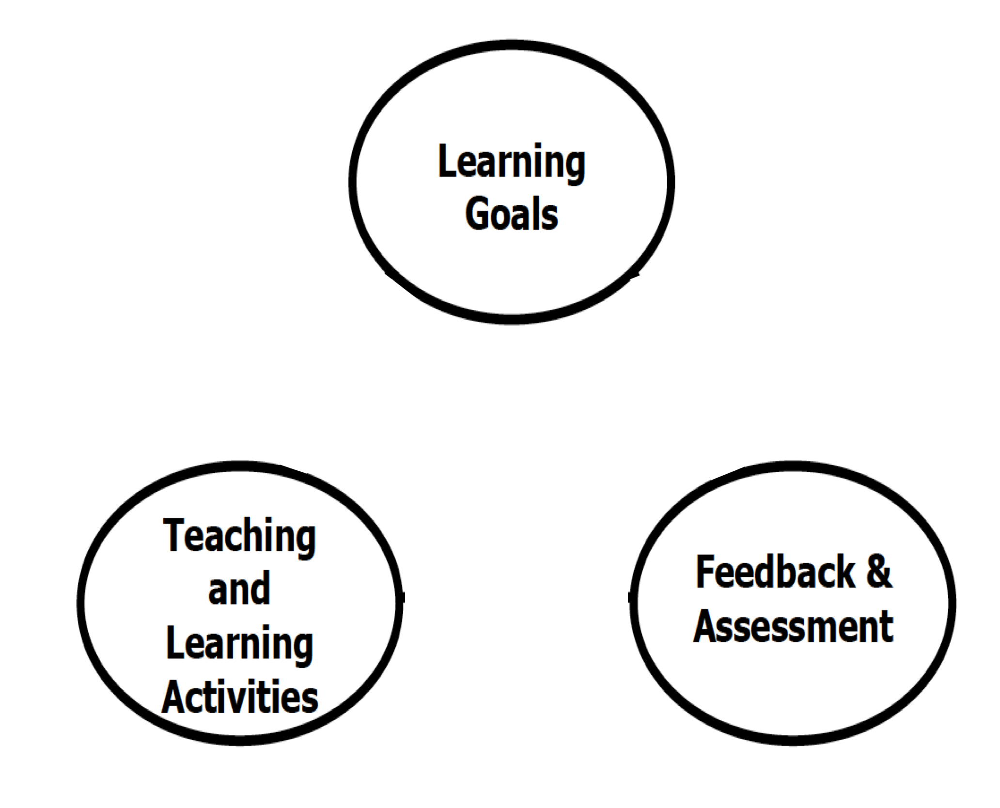 Learning
Goals
Teaching
and
Learning
Activities
Feedback &
Assessment